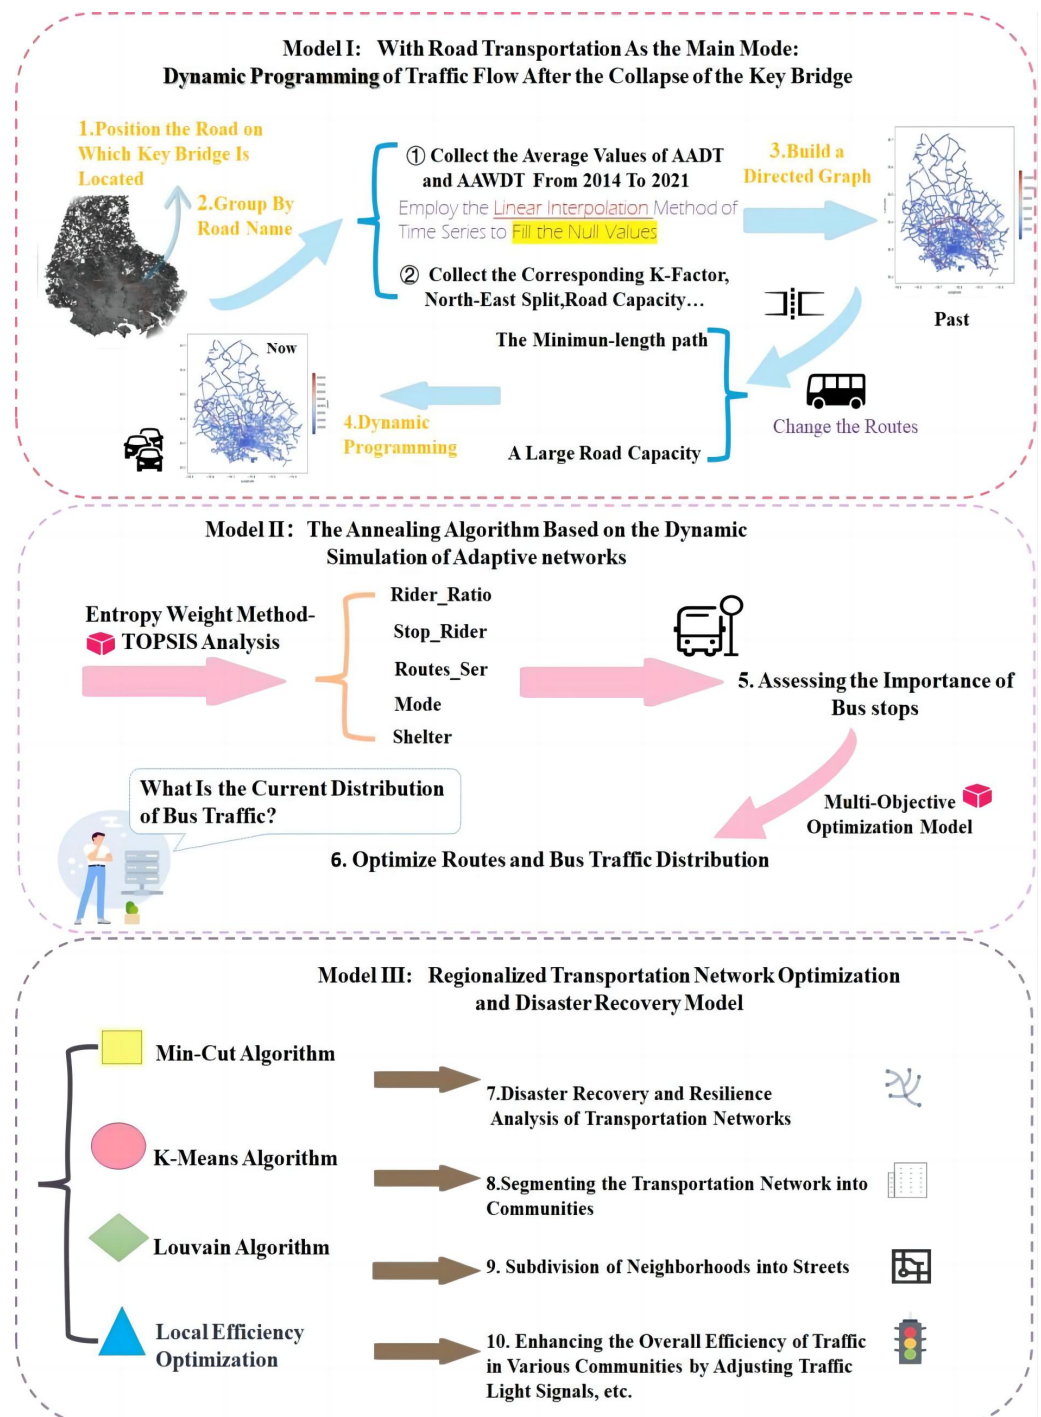 Model I: With Road Transportation As the Main Mode:
Dynamic Programming of Traffic Flow After the Collapse of the Key Bridge
1.Position the Road on
Which Key Bridge Is
Located
2.Group By
Road Name
① Collect the Average Values of AADT
and AAWDT From 2014 To 2021
Employ the Linear Interpolation Method of
Time Series to Fill the Null Values
② Collect the Corresponding K-Factor,
North-East Split,Road Capacity...
3.Build a
Directed Graph
Past
The Minimun-length path
A Large Road Capacity
Change the Routes
4.Dynamic
Programming
Now
Model II: The Annealing Algorithm Based on the Dynamic
Simulation of Adaptive networks
Entropy Weight Method-
TOPSIS Analysis
Rider_Ratio
Stop_Rider
Routes_Ser
Mode
Shelter
5. Assessing the Importance of
Bus stops
What Is the Current Distribution
of Bus Traffic?
Multi-Objective
Optimization Model
6. Optimize Routes and Bus Traffic Distribution
Model III: Regionalized Transportation Network Optimization
and Disaster Recovery Model
Min-Cut Algorithm
7.Disaster Recovery and Resilience
Analysis of Transportation Networks
K-Means Algorithm
8.Segmenting the Transportation Network into
Communities
Louvain Algorithm
9. Subdivision of Neighborhoods into Streets
Local Efficiency
Optimization
10. Enhancing the Overall Efficiency of Traffic
in Various Communities by Adjusting Traffic
Light Signals, etc.